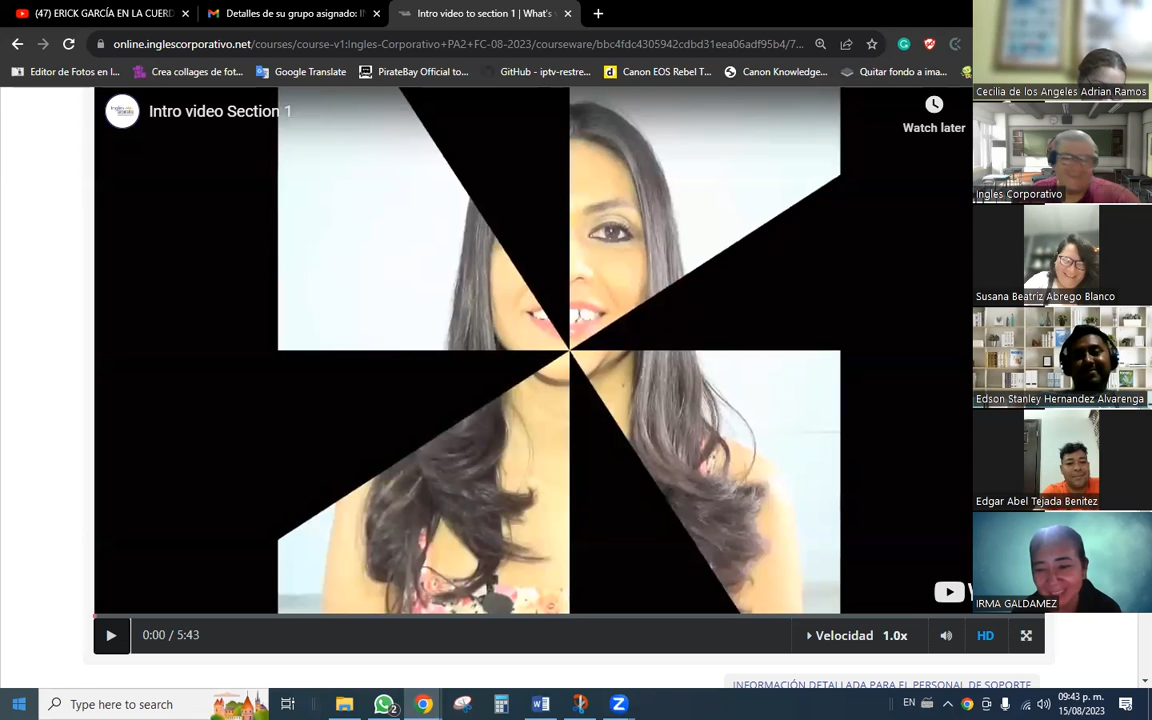 (47) ERICK GARCÍA EN LA CUERD
Detalles de su grupo asignado: IN
Intro video to section 1 | What's
online.inglescorporativo.net/courses/course-v1:Ingles-Corporativo+PA2+FC-08-2023/courseware/bbc4fdc4305942cdbd31eea06adf95b4/7...
Editor de Fotos en l...
Crea collages de fot...
Google Translate
PirateBay Official to...
GitHub - iptv-restre...
Canon EOS Rebel T...
Canon Knowledge...
Quitar fondo a ima...
Intro video Section 1
Watch later
Cecilia de los Angeles Adrian Ramos
Ingles Corporativo
Susana Beatriz Abrego Blanco
Edson Stanley Hernandez Alvarenga
Edgar Abel Tejada Benitez
IRMA GALDAMEZ
0:00 / 5:43
Velocidad 1.0x
HD
INFORMACIÓN DETALLADA PARA EL PERSONAL DE SOPORTE
Type here to search
2
EN
09:43 p. m.
15/08/2023